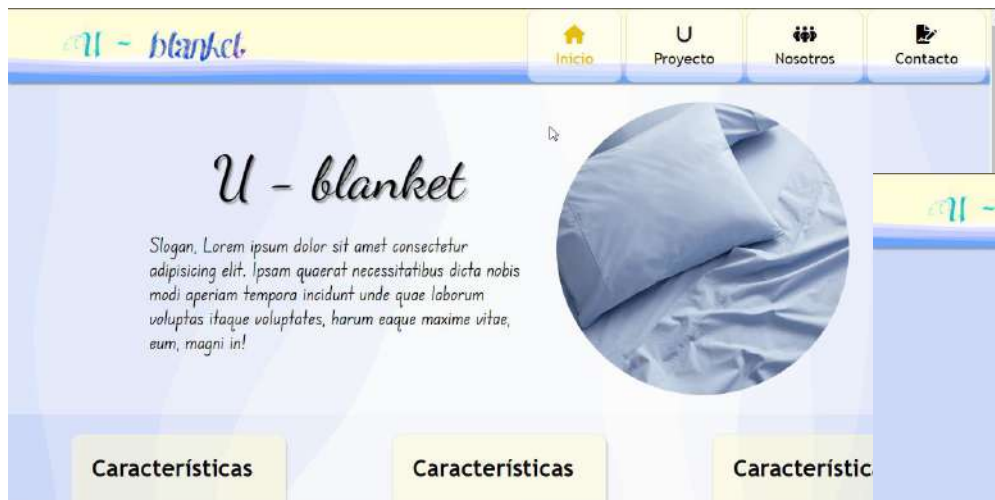 U - blanket
Inicio
Proyecto
Nosotros
Contacto
U - blanket
Slogan, Lorem ipsum dolor sit amet consectetur
adipisicing elit. Ipsam quaerat necessitatibus dicta nobis
modi aperiam tempora incidunt unde quae laborum
voluptas itaque voluptates, harum eaque maxime vitae,
eum, magni in!
U -
Características
Características
Característic